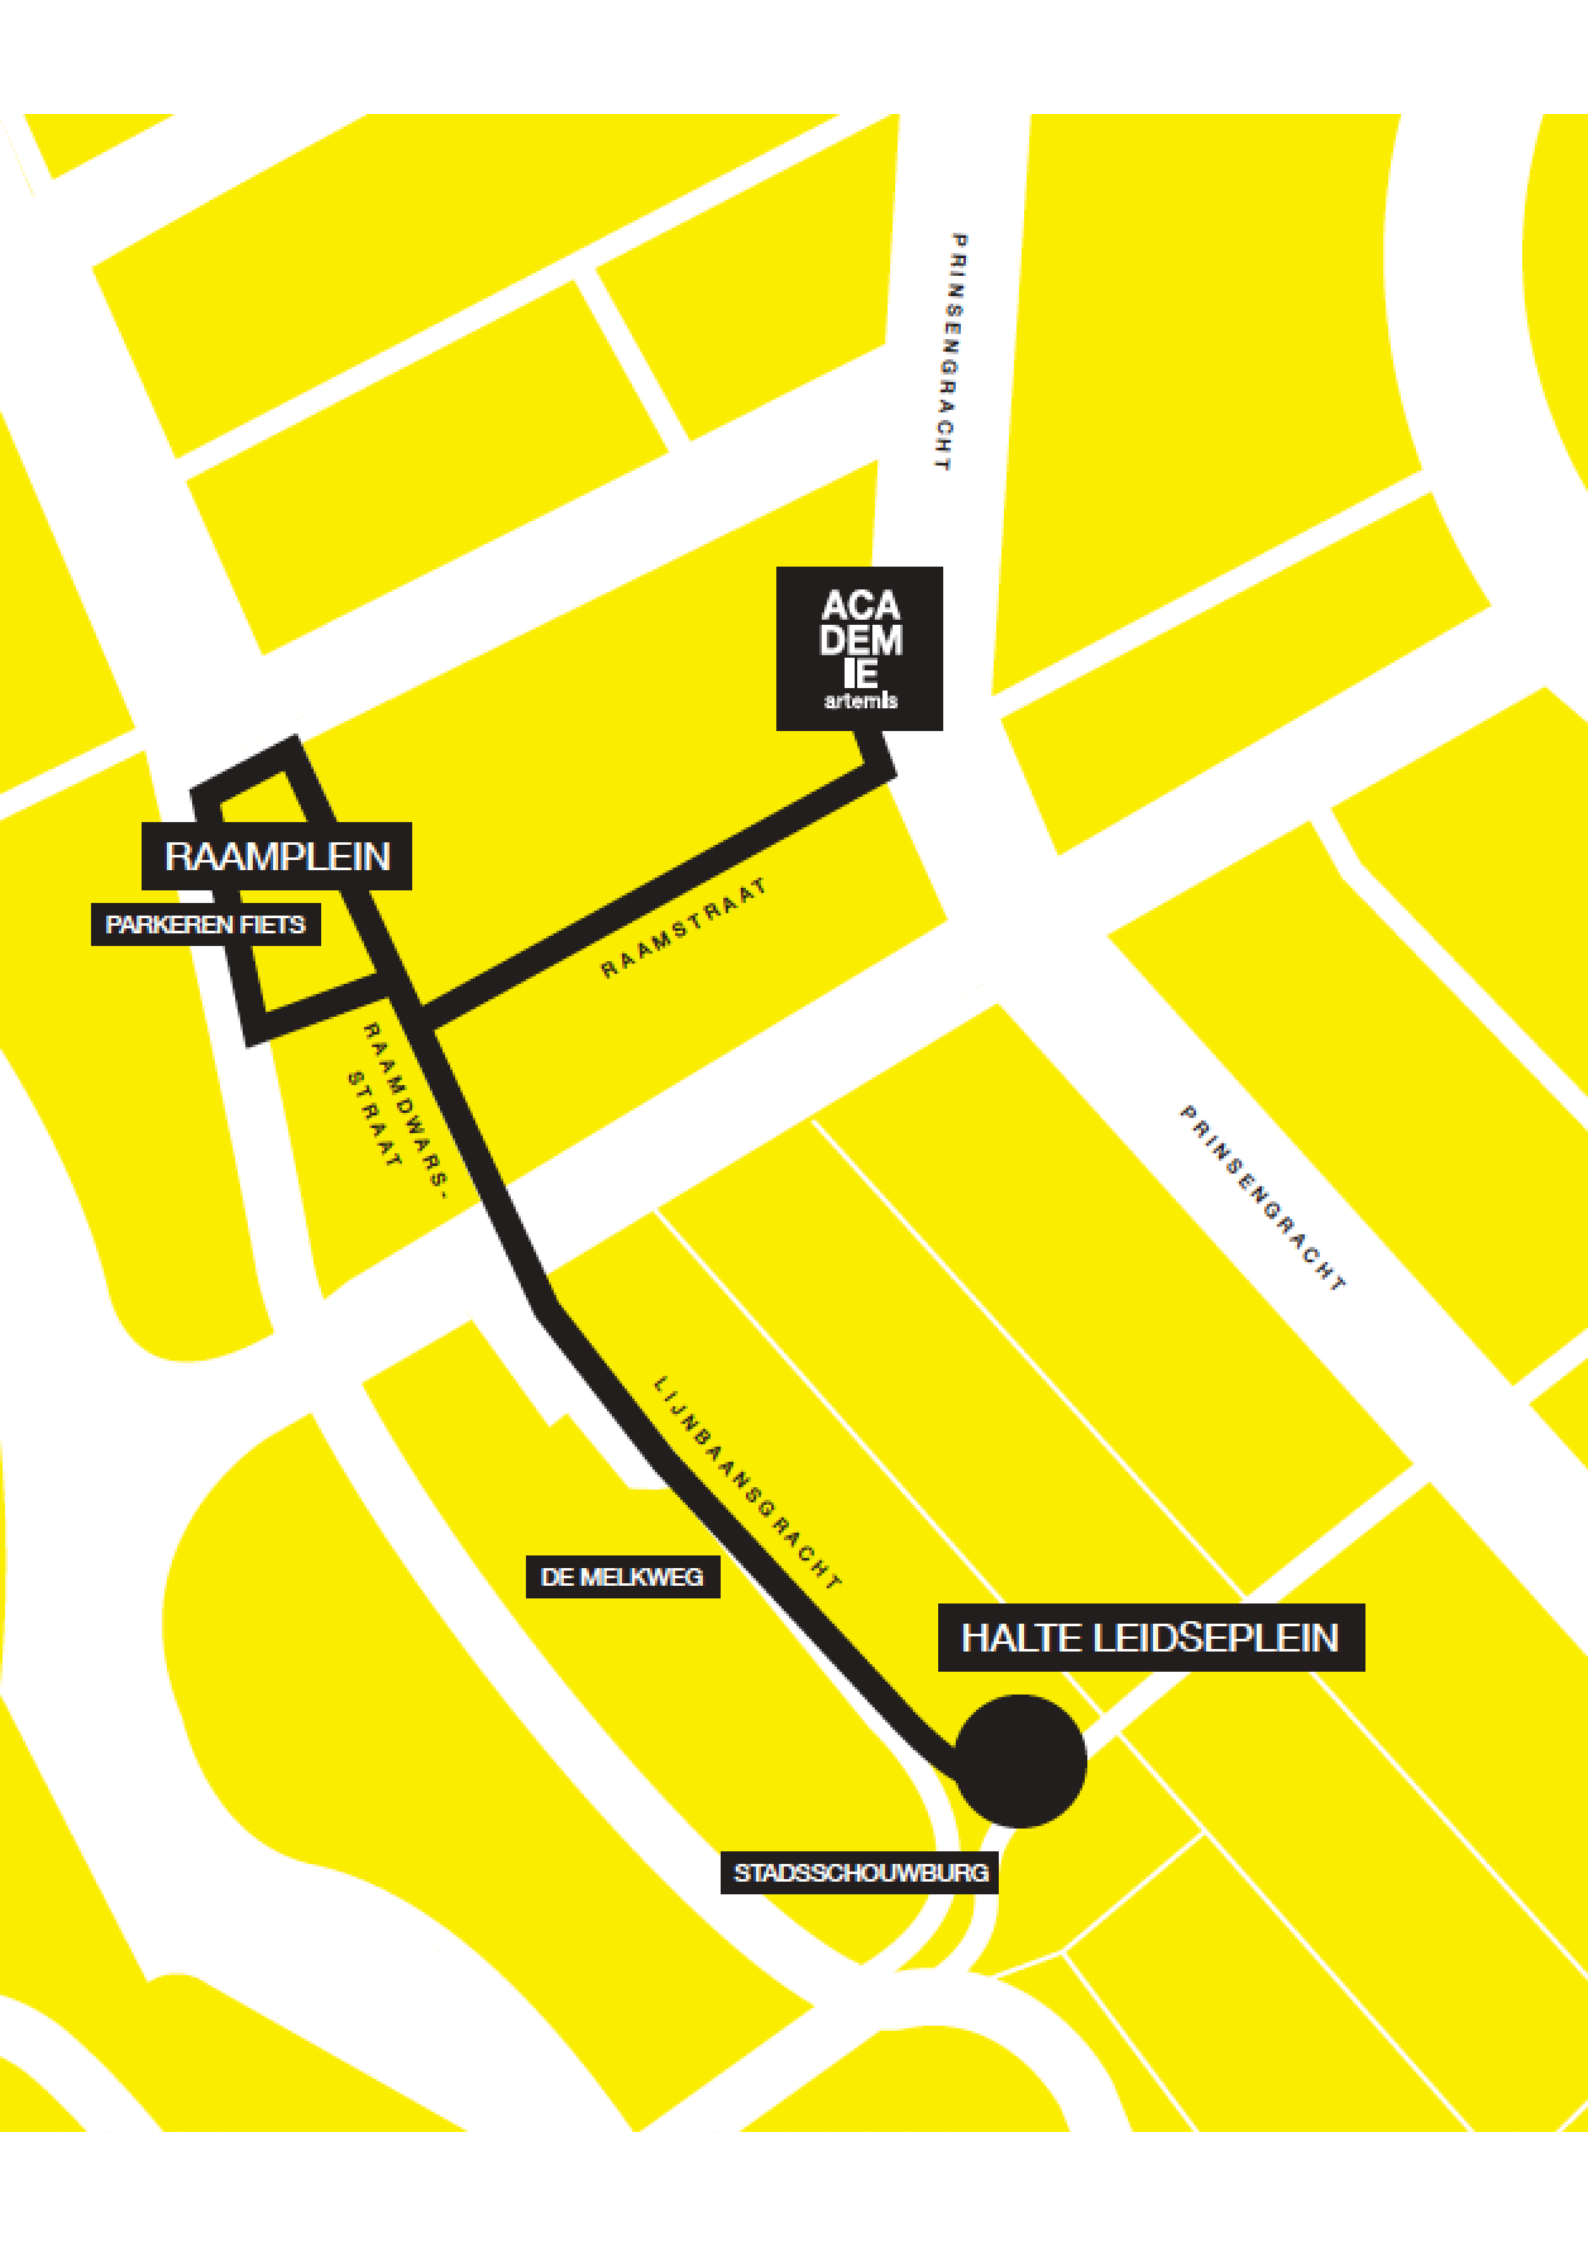 PRINSENGRACHT
ACA
DEM
IE
artemis
RAAMPLEIN
PARKEREN FIETS
RAAMSTRAAT
RAAMDWARS-
STRAAT
PRINSENGRACHT
LIJNBAANSGRACHT
DE MELKWEG
HALTE LEIDSEPLEIN
STADSSCHOUWBURG